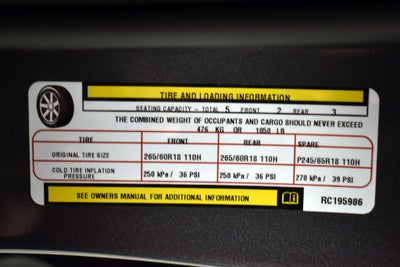 TIRE AND LOADING INFORMATION
SEATING CAPACITY - TOTAL 5 FRONT 2 REAR 3
THE COMBINED WEIGHT OF OCCUPANTS AND CARGO SHOULD NEVER EXCEED
476 KG OR 1050 LB
TIRE FRONT REAR SPARE
ORIGINAL TIRE SIZE 265/60R18 110H 265/60R18 110H P245/65R18 110H
COLD TIRE INFLATION PRESSURE 250 kPa / 36 PSI 250 kPa / 36 PSI 270 kPa / 39 PSI
SEE OWNERS MANUAL FOR ADDITIONAL INFORMATION RC195986